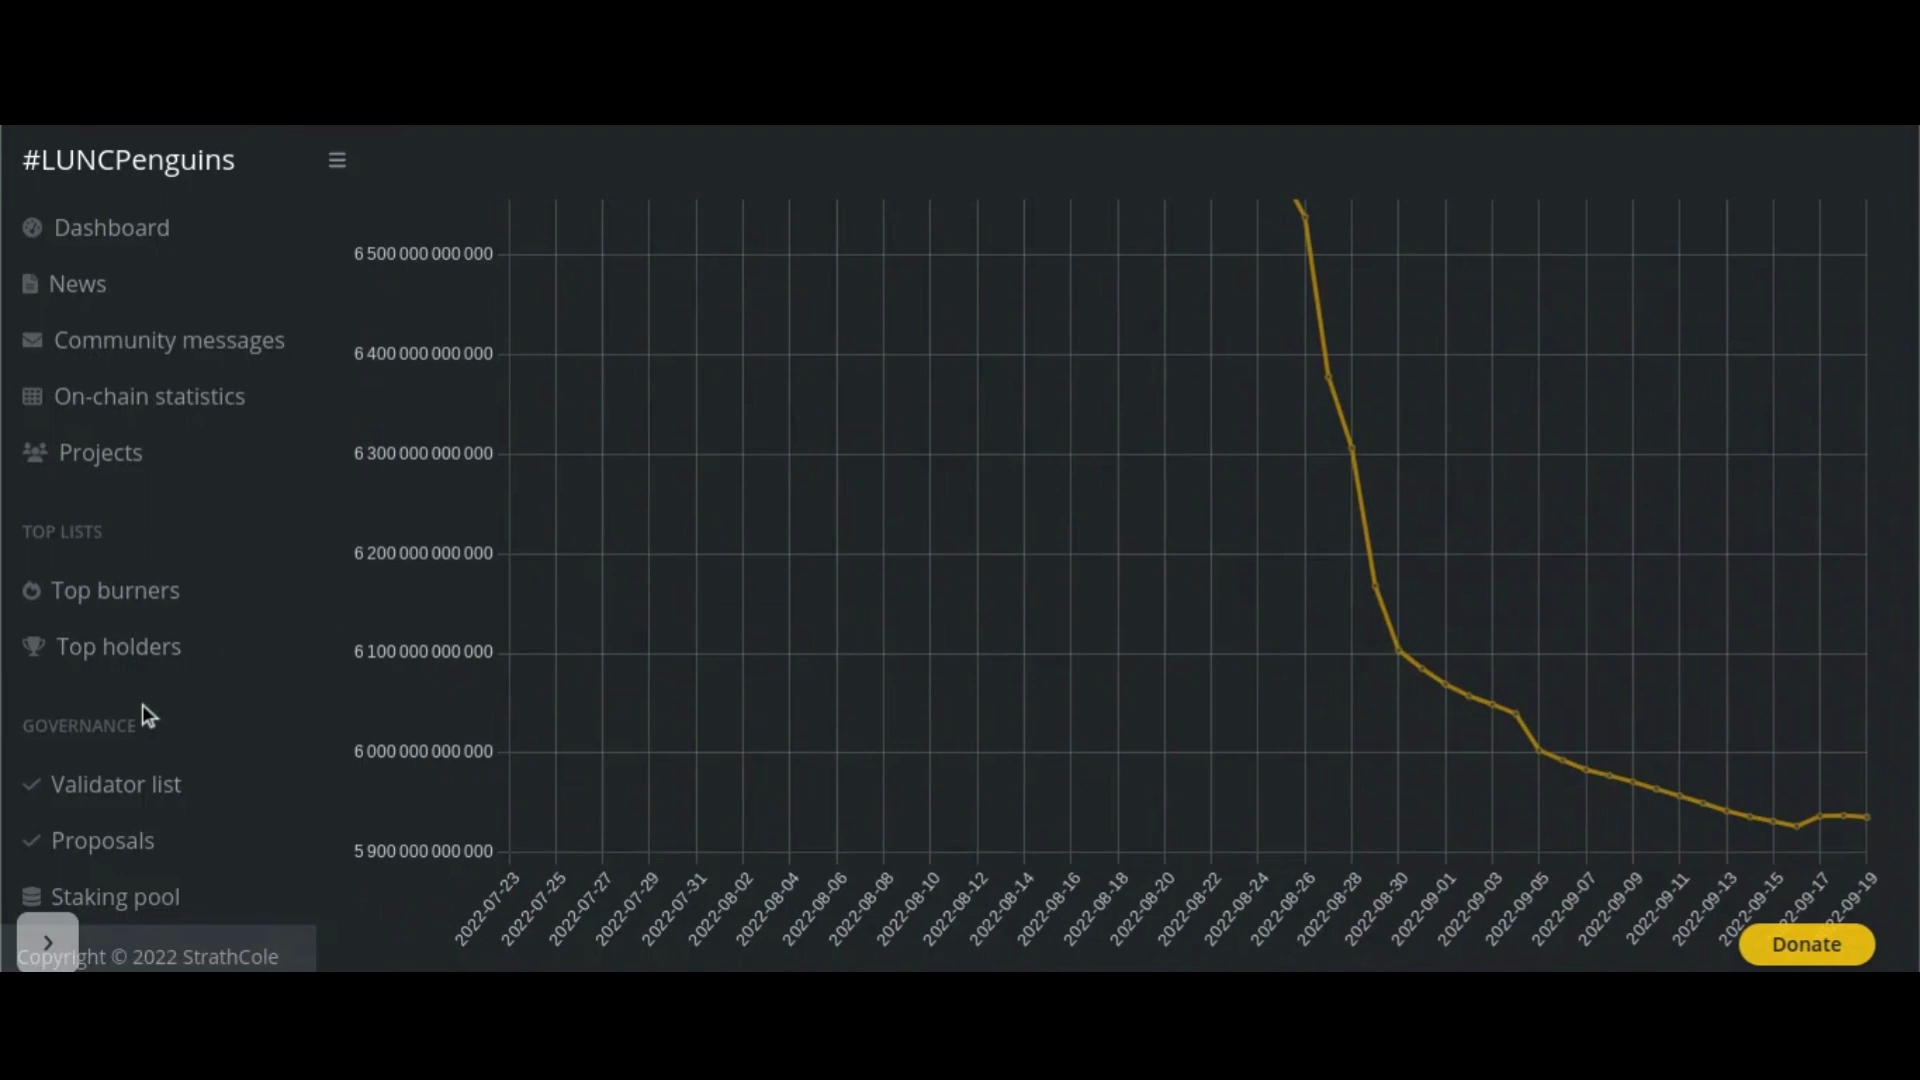 #LUNCPenguins
Dashboard
News
Community messages
On-chain statistics
Projects
TOP LISTS
Top burners
Top holders
GOVERNANCE
Validator list
Proposals
Staking pool
Copyright © 2022 StrathCole
6 500 000 000 000
6 400 000 000 000
6 300 000 000 000
6 200 000 000 000
6 100 000 000 000
6 000 000 000 000
5 900 000 000 000
2022-07-23
2022-07-25
2022-07-27
2022-07-29
2022-07-31
2022-08-02
2022-08-04
2022-08-06
2022-08-08
2022-08-10
2022-08-12
2022-08-14
2022-08-16
2022-08-18
2022-08-20
2022-08-22
2022-08-24
2022-08-26
2022-08-28
2022-08-30
2022-09-01
2022-09-03
2022-09-05
2022-09-07
2022-09-09
2022-09-11
2022-09-13
2022-09-15
22-09-17
22-09-19
Donate